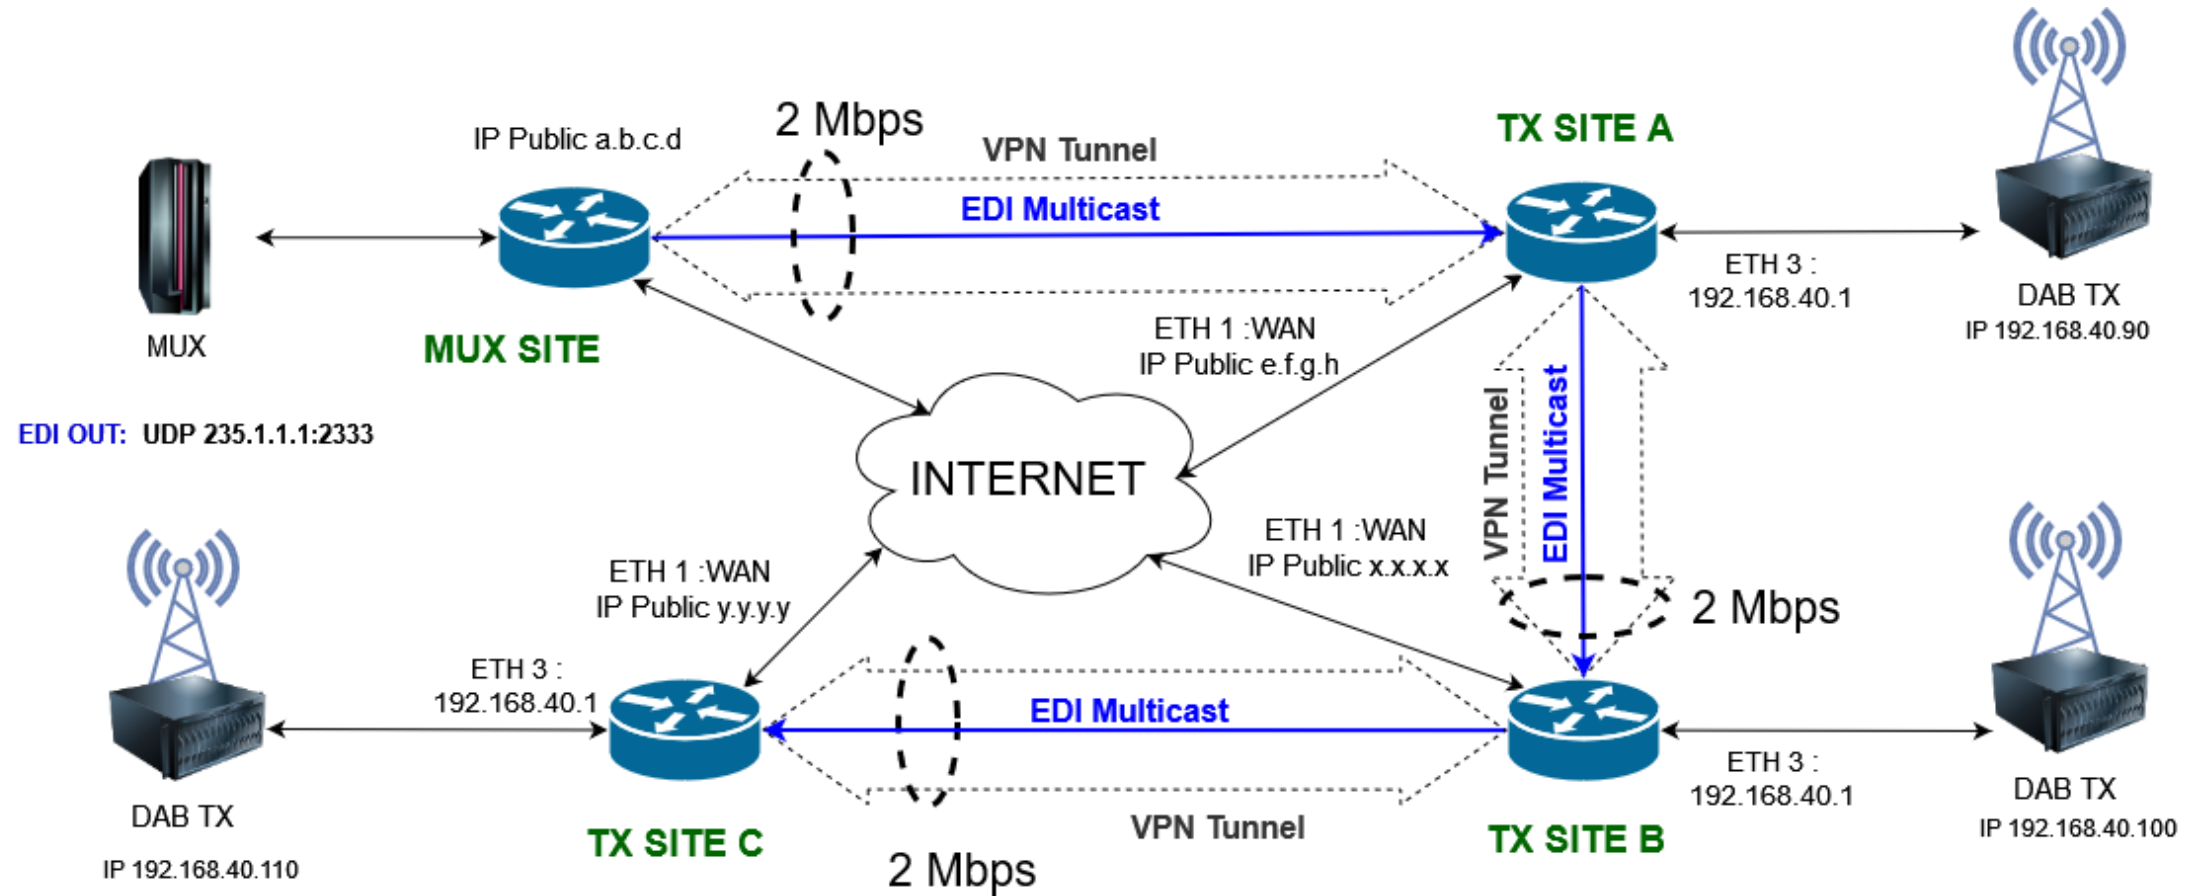 2 Mbps
IP Public a.b.c.d
VPN Tunnel
TX SITE A
EDI Multicast
MUX
MUX SITE
ETH 3 :
192.168.40.1
DAB TX
IP 192.168.40.90
ETH 1 :WAN
IP Public e.f.g.h
EDI OUT: UDP 235.1.1.1:2333
INTERNET
VPN Tunnel
EDI Multicast
ETH 1 :WAN
IP Public x.x.x.x
2 Mbps
ETH 1 :WAN
IP Public y.y.y.y
ETH 3 :
192.168.40.1
EDI Multicast
DAB TX
IP 192.168.40.110
TX SITE C
VPN Tunnel
2 Mbps
TX SITE B
ETH 3 :
192.168.40.1
DAB TX
IP 192.168.40.100